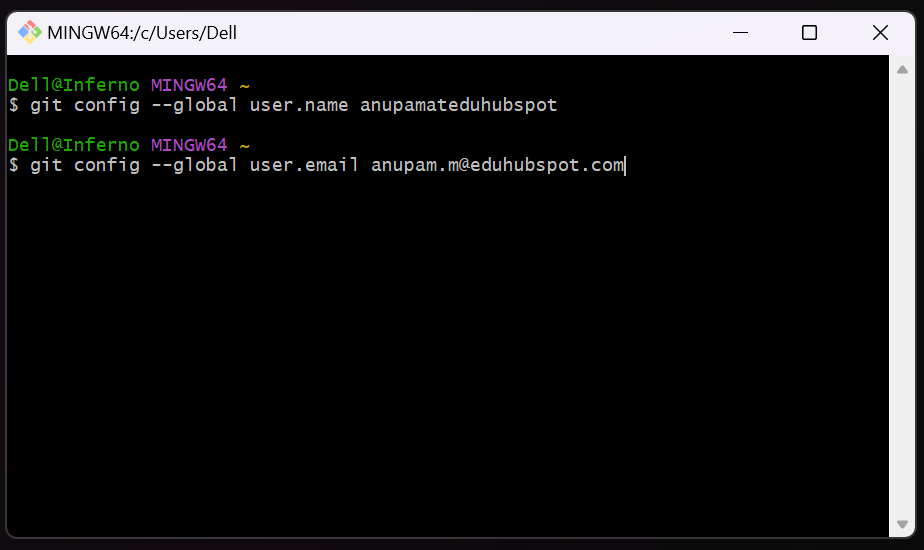 MINGW64:/c/Users/Dell
Dell@Inferno MINGW64 ~
$ git config --global user.name anupamateduhubspot
Dell@Inferno MINGW64 ~
$ git config --global user.email anupam.m@eduhubspot.com